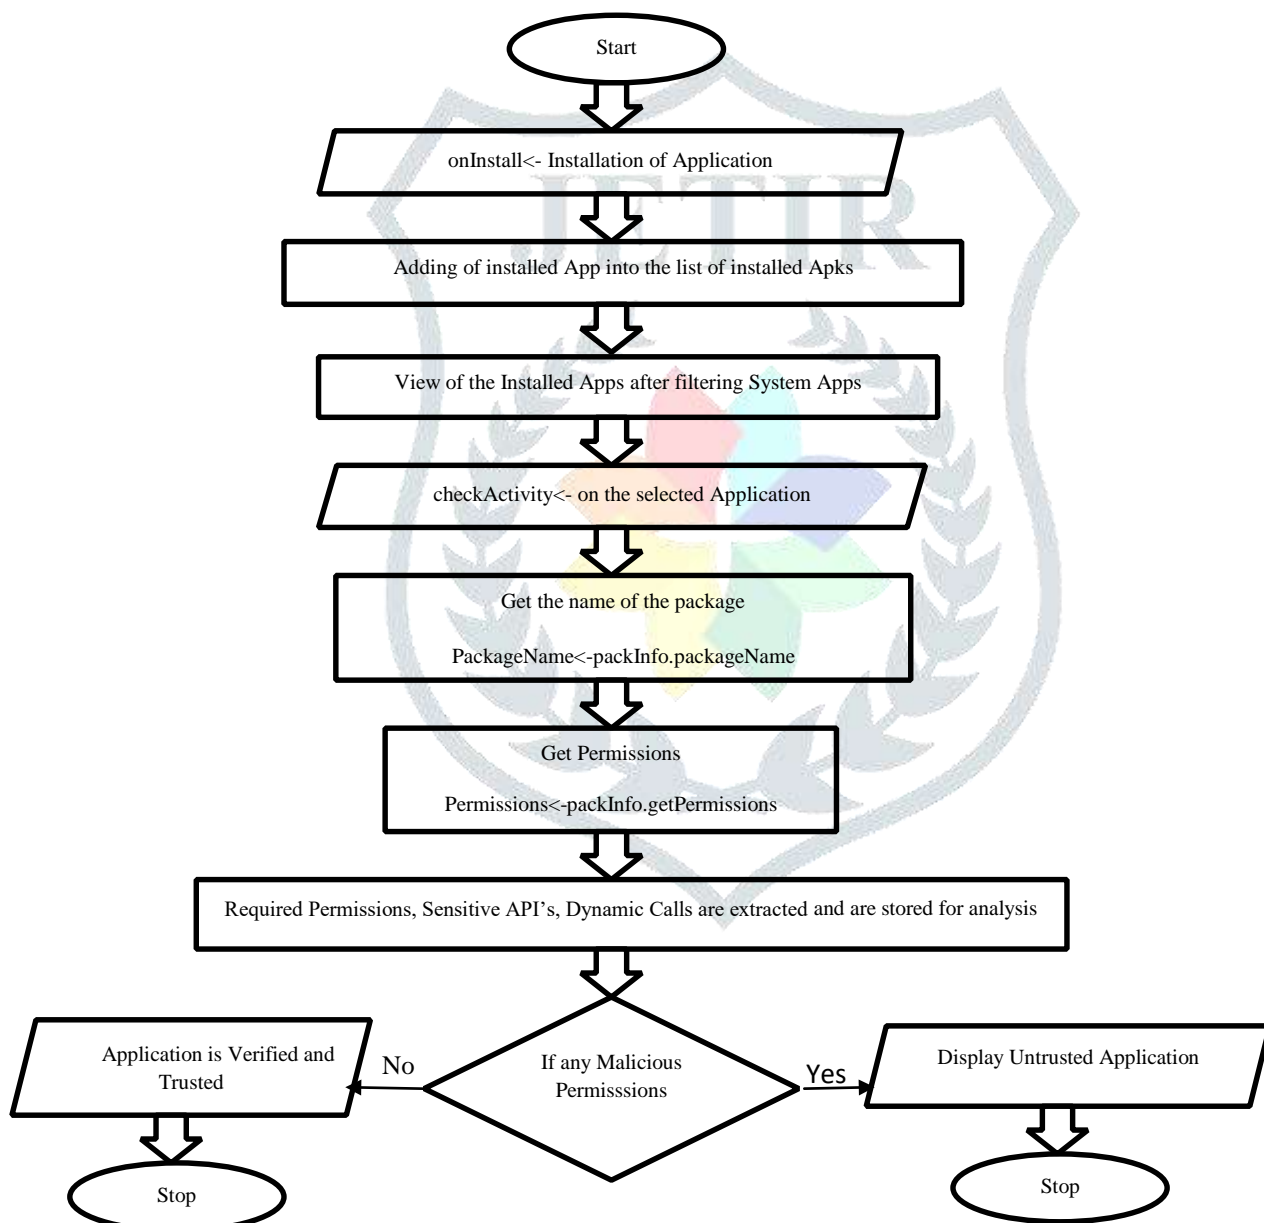 Start
onInstall<- Installation of Application
JETIR
Adding of installed App into the list of installed Apks
View of the Installed Apps after filtering System Apps
checkActivity<- on the selected Application
Get the name of the package
PackageName<-packInfo.packageName
Get Permissions
Permissions<-packInfo.getPermissions
Required Permissions, Sensitive API’s, Dynamic Calls are extracted and are stored for analysis
Application is Verified and
Trusted
No
If any Malicious
Permisssions
Yes
Display Untrusted Application
Stop
Stop